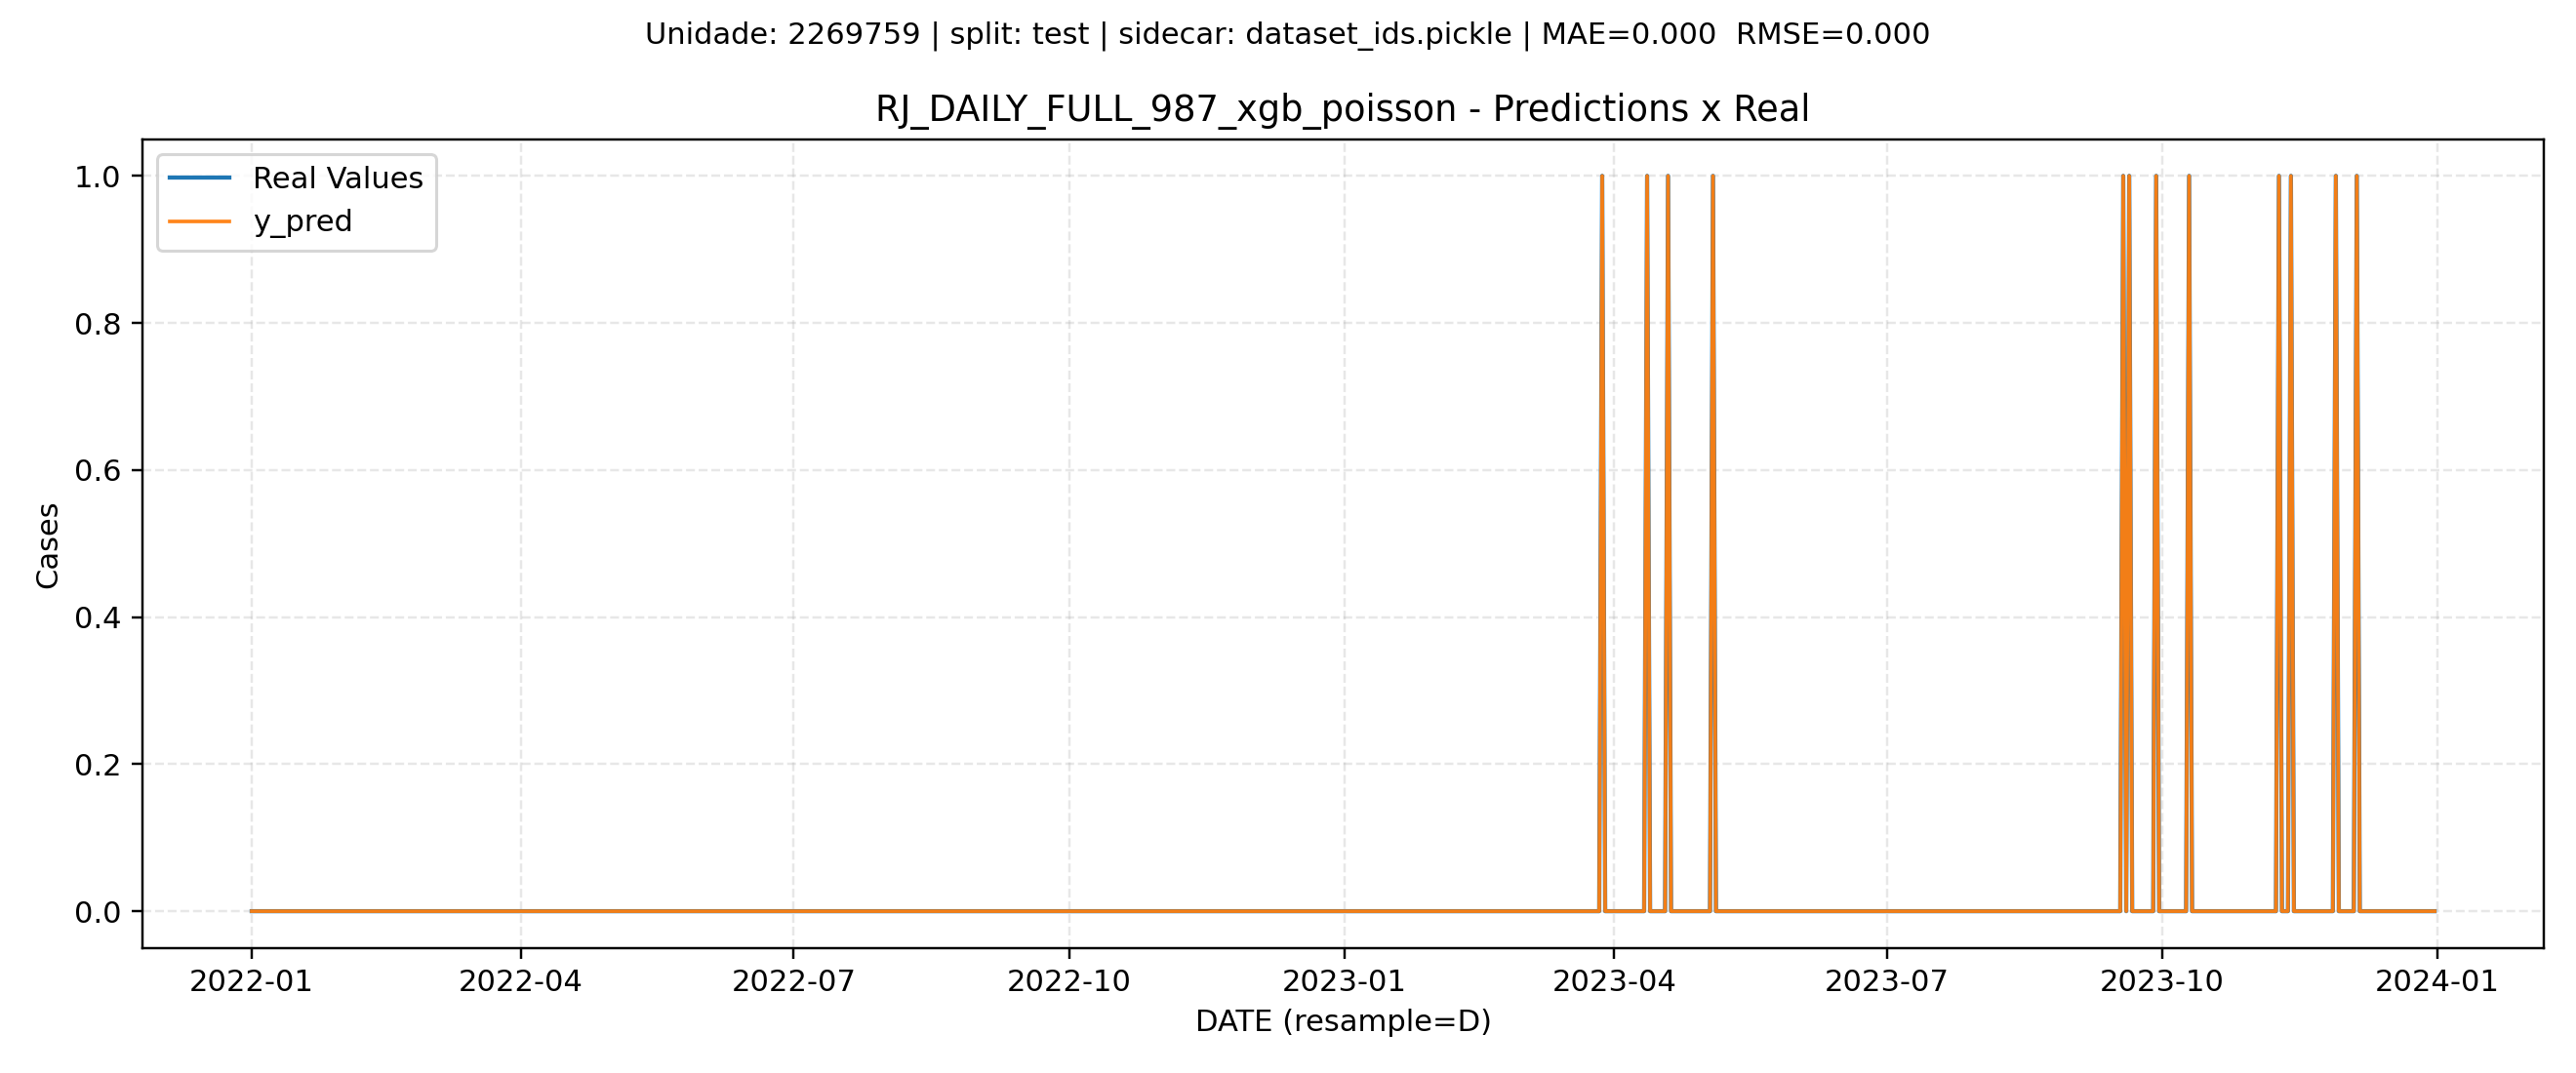 Unidade: 2269759 | split: test | sidecar: dataset_ids.pickle | MAE=0.000  RMSE=0.000
RJ_DAILY_FULL_987_xgb_poisson - Predictions x Real
Real Values
y_pred
1.0
0.8
0.6
0.4
0.2
0.0
Cases
2022-01 2022-04 2022-07 2022-10 2023-01 2023-04 2023-07 2023-10 2024-01
DATE (resample=D)